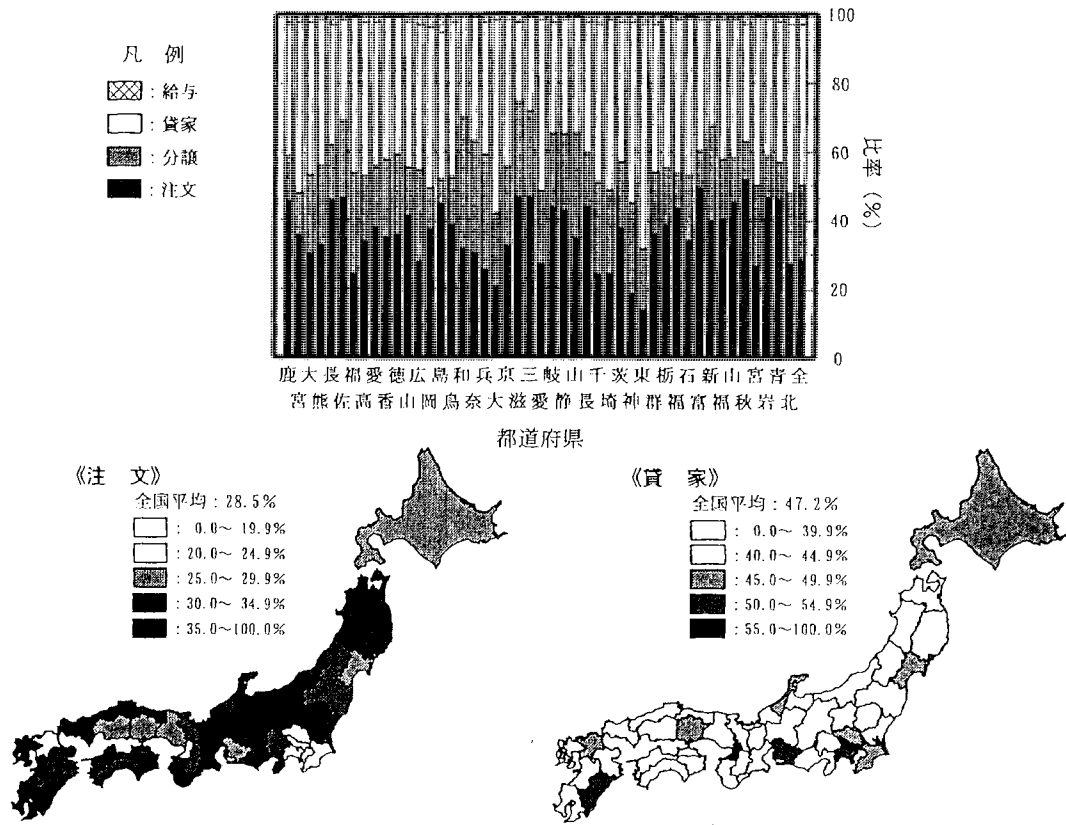 凡 例
：給与
：貸家
：分譲
：注文
100
80
60
40
20
0
比率(%)
鹿 大 長 福 愛 徳 広 島 和 兵 京 三 岐 山 千 茨 東 栃 石 新 山 宮 青 全
宮 熊 佐 高 香 山 岡 鳥 奈 大 滋 愛 静 長 埼 神 群 福 富 福 秋 岩 北
都道府県
《注 文》
全国平均：28.5%
： 0.0～ 19.9%
：20.0～ 24.9%
：25.0～ 29.9%
：30.0～ 34.9%
：35.0～100.0%
《貸 家》
全国平均：47.2%
： 0.0～ 39.9%
：40.0～ 44.9%
：45.0～ 49.9%
：50.0～ 54.9%
：55.0～100.0%